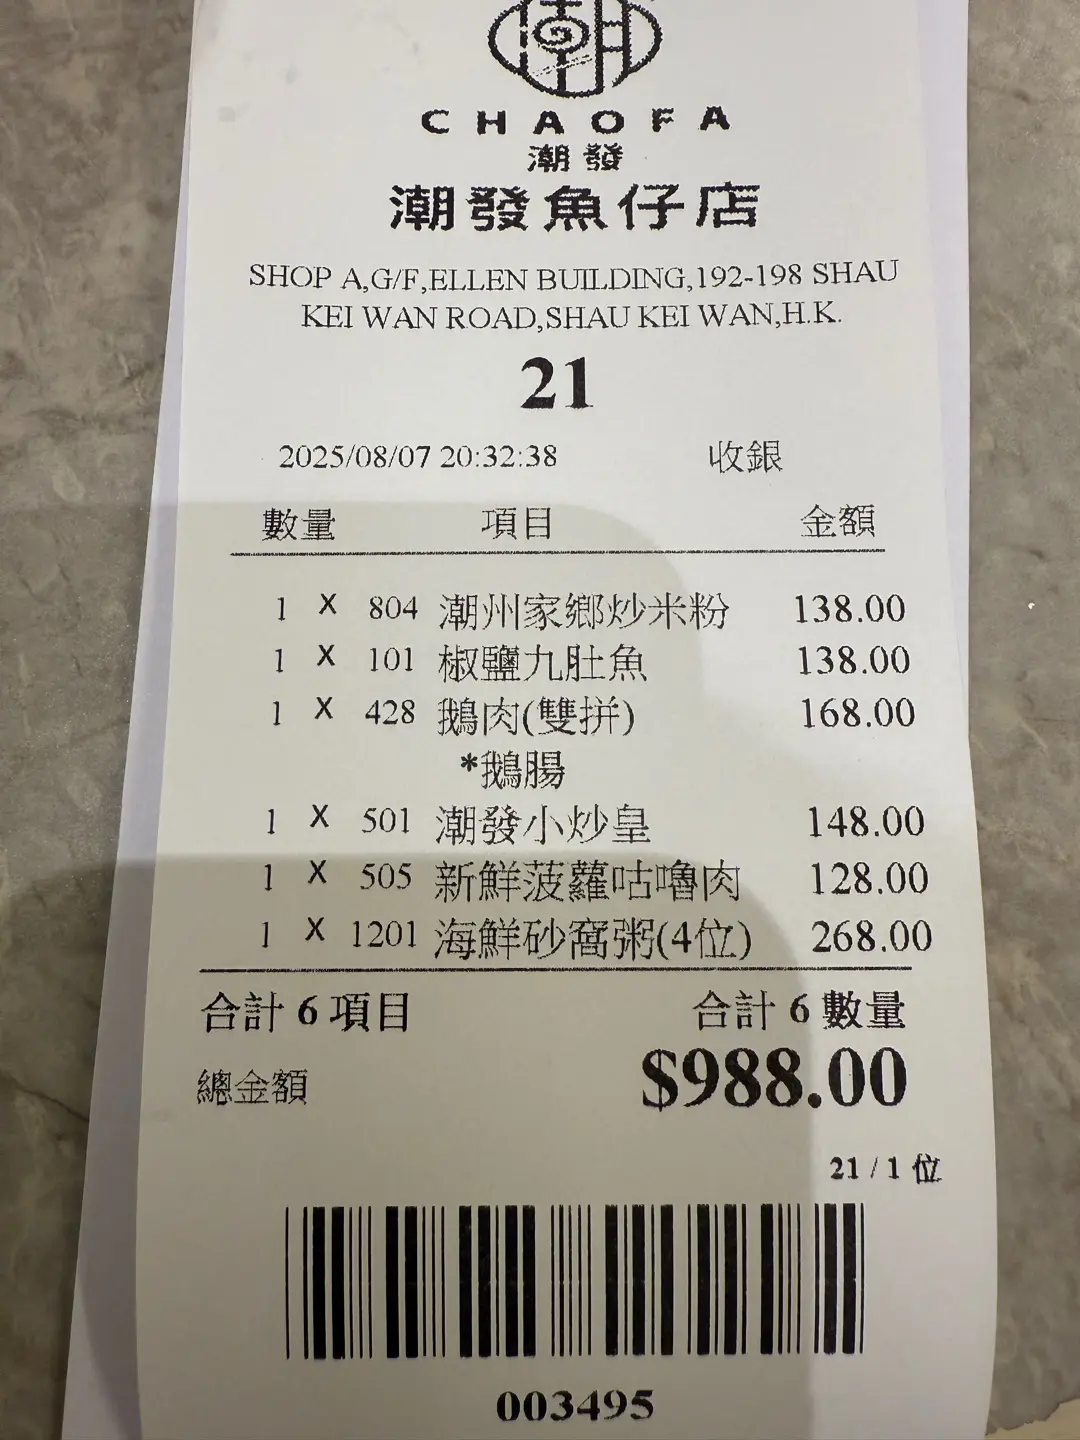 潮
CHAOFA
潮發
潮發魚仔店
SHOP A,G/F,ELLEN BUILDING,192-198 SHAU
KEI WAN ROAD,SHAU KEI WAN,H.K.
21
2025/08/07 20:32:38 收銀
數量 項目 金額
1 X 804 潮州家鄉炒米粉 138.00
1 X 101 椒鹽九肚魚 138.00
1 X 428 鵝肉(雙拼) 168.00
*鵝腸
1 X 501 潮發小炒皇 148.00
1 X 505 新鮮菠蘿咕嚕肉 128.00
1 X 1201 海鮮砂窩粥(4位) 268.00
合計 6 項目 合計 6 數量
總金額 $988.00
21 / 1 位
003495